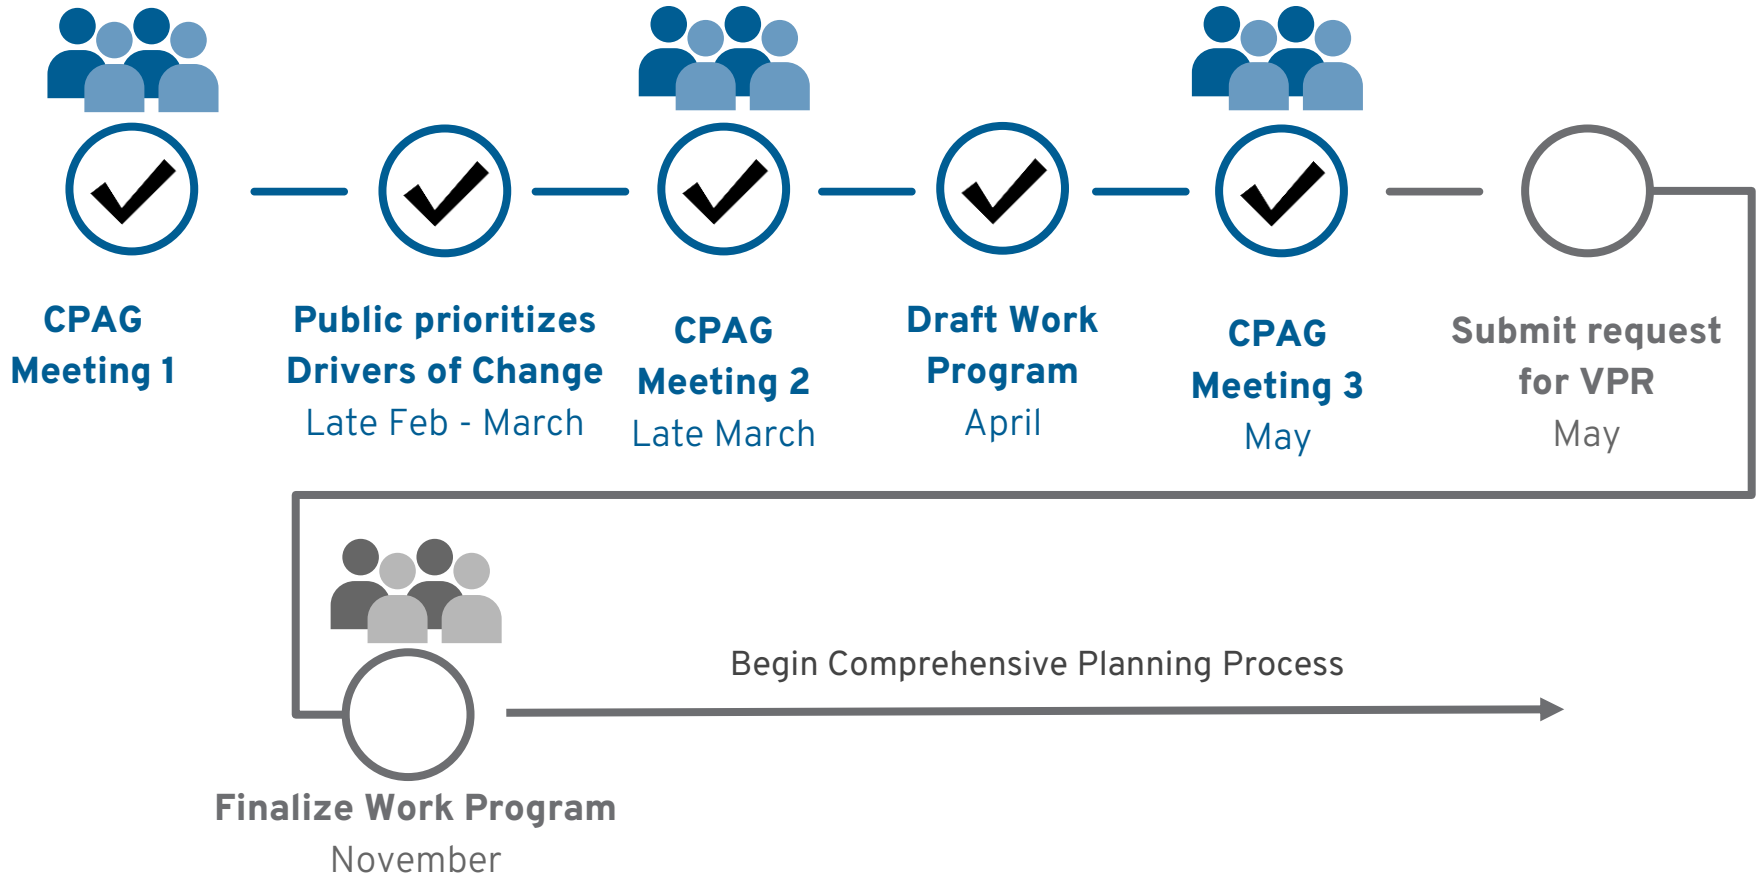 CPAG
Meeting 1
Public prioritizes
Drivers of Change
Late Feb - March
CPAG
Meeting 2
Late March
Draft Work
Program
April
CPAG
Meeting 3
May
Submit request
for VPR
May
Begin Comprehensive Planning Process
Finalize Work Program
November